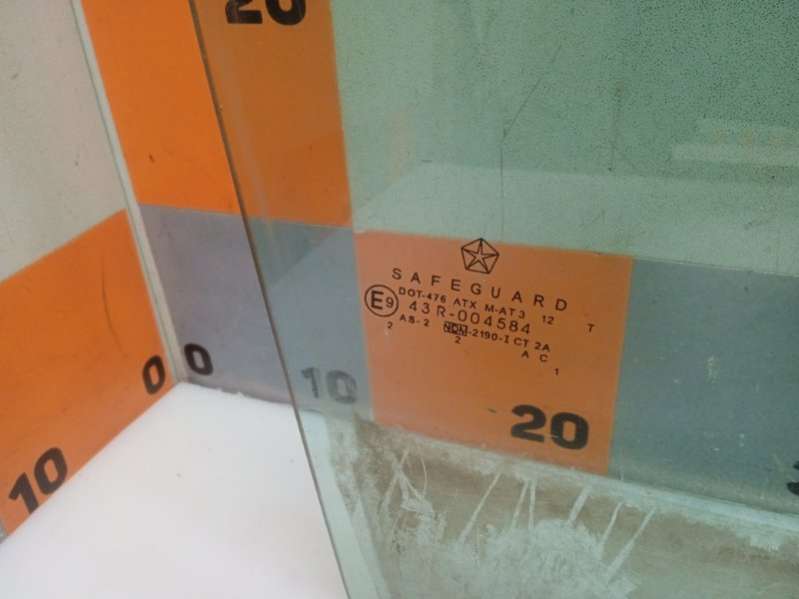 20
SAFEGUARD
DOT-476 ATX M-AT3 12 T
E9 43R-004584
2 AS-2 NOM-2190-I CT 2A
2 A C
1
0 0 10
20
10